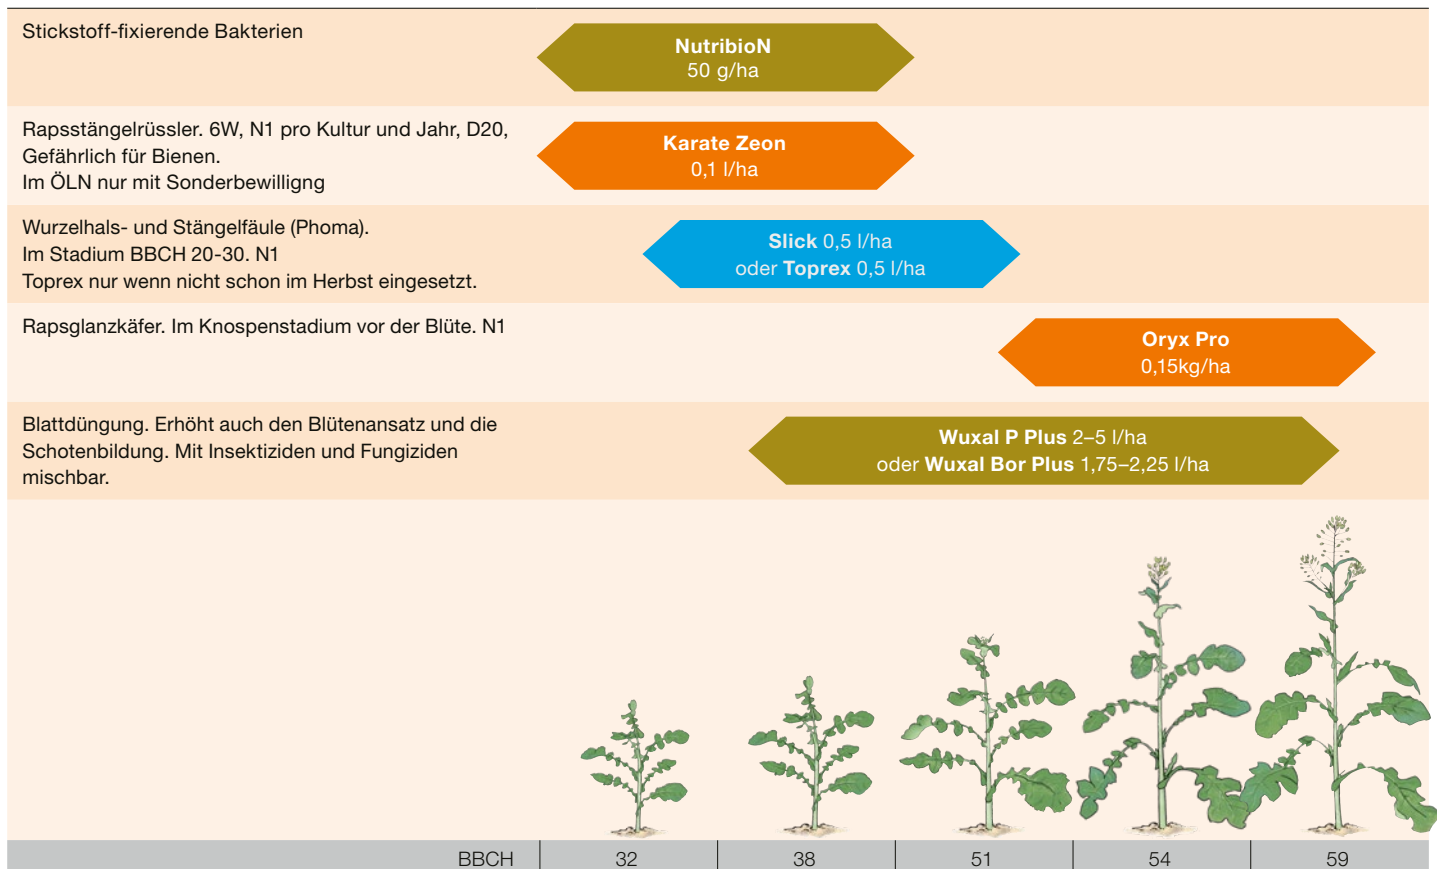 Stickstoff-fixierende Bakterien
NutribioN
50 g/ha
Rapsstängelrüssler. 6W, N1 pro Kultur und Jahr, D20,
Gefährlich für Bienen.
Im ÖLN nur mit Sonderbewillligng
Karate Zeon
0,1 l/ha
Wurzelhals- und Stängelfäule (Phoma).
Im Stadium BBCH 20-30. N1
Toprex nur wenn nicht schon im Herbst eingesetzt.
Slick 0,5 l/ha
oder Toprex 0,5 l/ha
Rapsglanzkäfer. Im Knospenstadium vor der Blüte. N1
Oryx Pro
0,15kg/ha
Blattdüngung. Erhöht auch den Blütenansatz und die
Schotenbildung. Mit Insektiziden und Fungiziden
mischbar.
Wuxal P Plus 2–5 l/ha
oder Wuxal Bor Plus 1,75–2,25 l/ha
BBCH 32 38 51 54 59